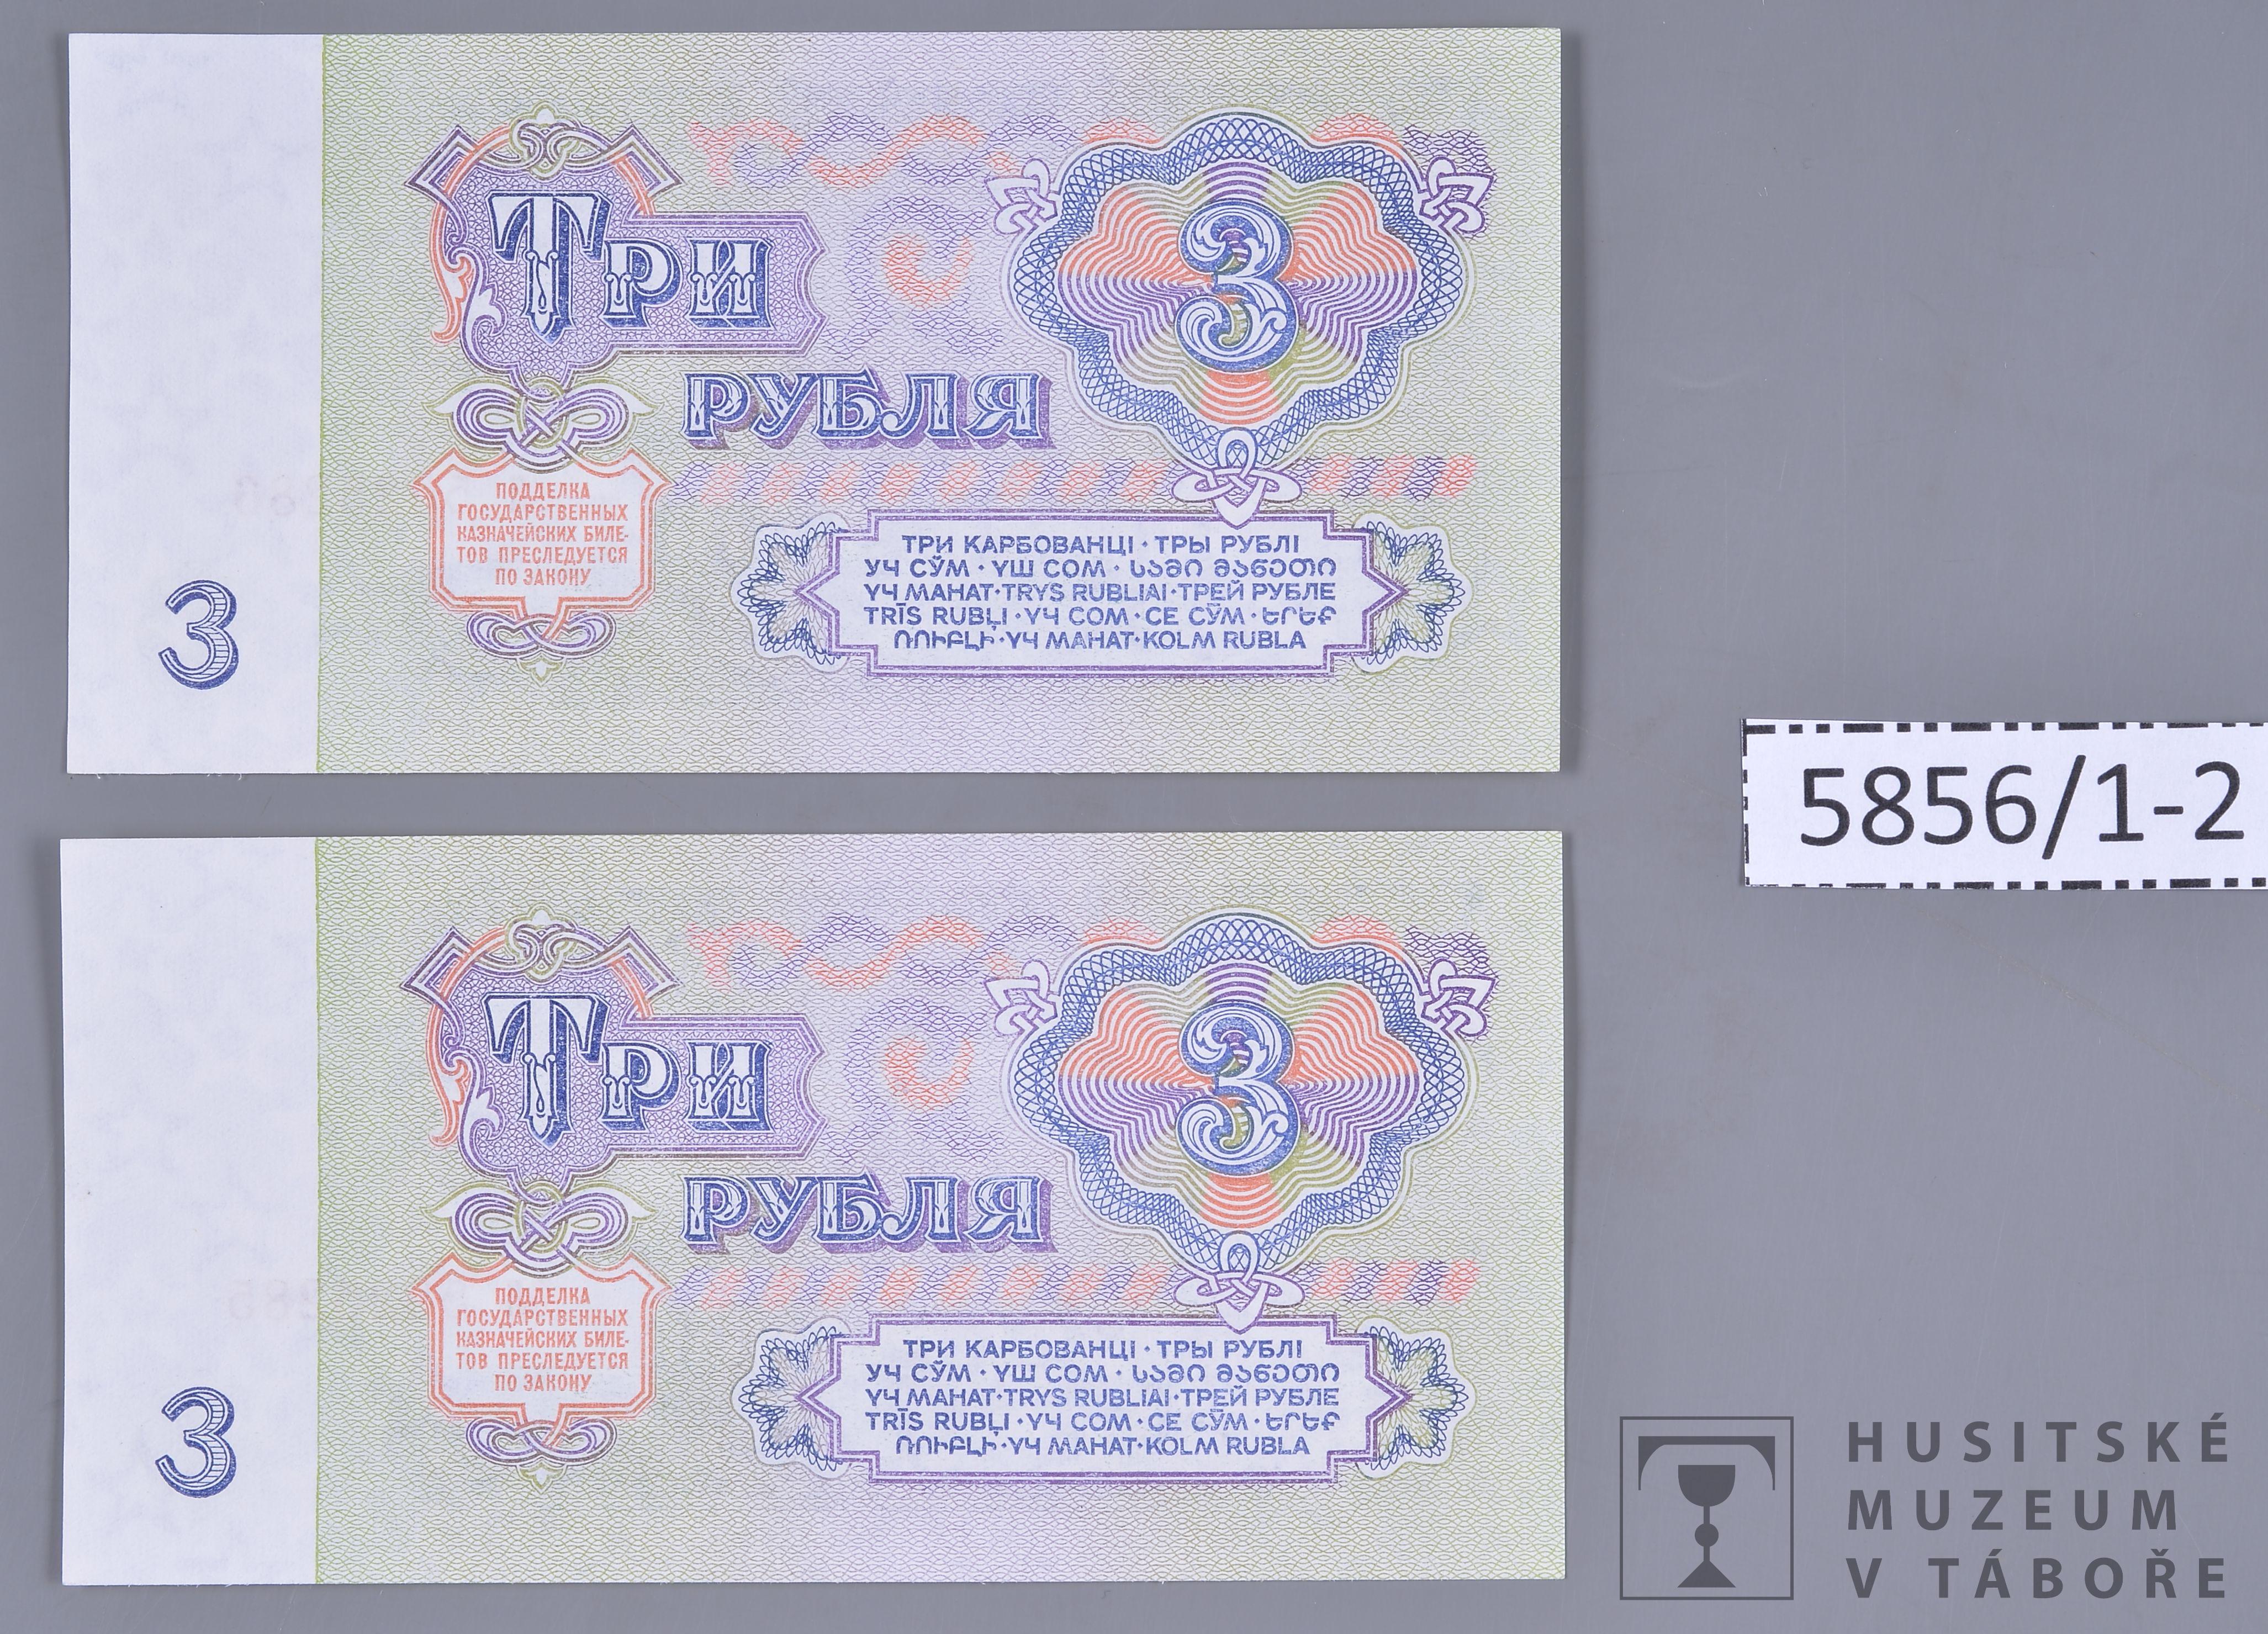 ТРИ
РУБЛЯ
3
ПОДДЕЛКА
ГОСУДАРСТВЕННЫХ
КАЗНАЧЕЙСКИХ БИЛЕ-
ТОВ ПРЕСЛЕДУЕТСЯ
ПО ЗАКОНУ
3
ТРИ КАРБОВАНЦІ · ТРЫ РУБЛІ
УЧ СЎМ · ҮШ СОМ · ᲡᲐᲛᲘ ᲛᲐᲜᲔᲗᲘ
ҮЧ МАНАТ · TRYS RUBLIAI · ТРЕЙ РУБЛЕ
TRĪS RUBĻI · ҮЧ СОМ · СЕ СӮМ · ԵՐԵՔ
ՌՈՒԲԼԻ · ҮЧ МАНАТ · KOLM RUBLA
5856/1-2
ТРИ
РУБЛЯ
3
ПОДДЕЛКА
ГОСУДАРСТВЕННЫХ
КАЗНАЧЕЙСКИХ БИЛЕ-
ТОВ ПРЕСЛЕДУЕТСЯ
ПО ЗАКОНУ
3
ТРИ КАРБОВАНЦІ · ТРЫ РУБЛІ
УЧ СЎМ · ҮШ СОМ · ᲡᲐᲛᲘ ᲛᲐᲜᲔᲗᲘ
ҮЧ МАНАТ · TRYS RUBLIAI · ТРЕЙ РУБЛЕ
TRĪS RUBĻI · ҮЧ СОМ · СЕ СӮМ · ԵՐԵՔ
ՌՈՒԲԼԻ · ҮЧ МАНАТ · KOLM RUBLA
HUSITSKÉ
MUZEUM
V TÁBOŘE